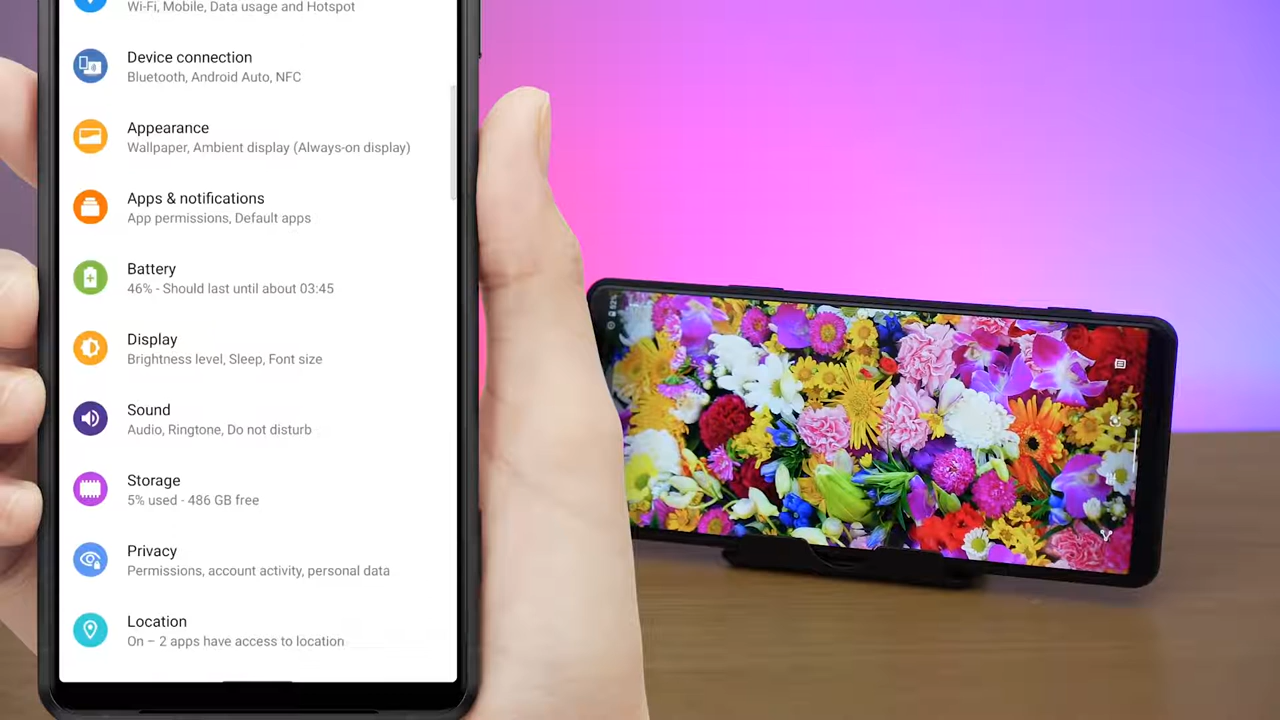 Wi-Fi, Mobile, Data usage and Hotspot
Device connection
Bluetooth, Android Auto, NFC
Appearance
Wallpaper, Ambient display (Always-on display)
Apps & notifications
App permissions, Default apps
Battery
46% - Should last until about 03:45
Display
Brightness level, Sleep, Font size
Sound
Audio, Ringtone, Do not disturb
Storage
5% used - 486 GB free
Privacy
Permissions, account activity, personal data
Location
On – 2 apps have access to location